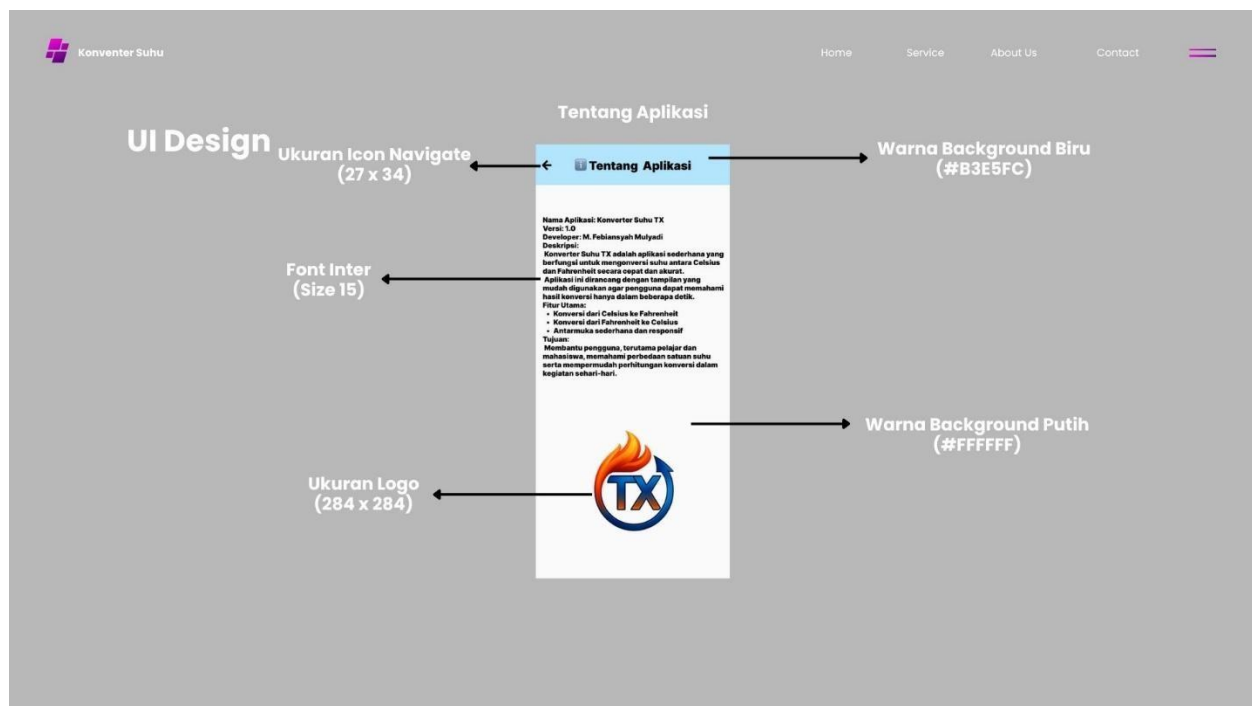 Konventer Suhu
Home
Service
About Us
Contact
UI Design
Tentang Aplikasi
Ukuran Icon Navigate
(27 x 34)
Tentang Aplikasi
Warna Background Biru
(#B3E5FC)
Nama Aplikasi: Konverter Suhu TX
Versi: 1.0
Developer: M. Febiansyah Mulyadi
Deskripsi:
Konverter Suhu TX adalah aplikasi sederhana yang
berfungsi untuk mengonversi suhu antara Celsius
dan Fahrenheit secara cepat dan akurat.
Aplikasi ini dirancang dengan tampilan yang
mudah digunakan agar pengguna dapat memahami
hasil konversi hanya dalam beberapa detik.
Fitur Utama:
• Konversi dari Celsius ke Fahrenheit
• Konversi dari Fahrenheit ke Celsius
• Antarmuka sederhana dan responsif
Tujuan:
Membantu pengguna, terutama pelajar dan
mahasiswa, memahami perbedaan satuan suhu
serta mempermudah perhitungan konversi dalam
kegiatan sehari-hari.
Font Inter
(Size 15)
Warna Background Putih
(#FFFFFF)
Ukuran Logo
(284 x 284)
TX